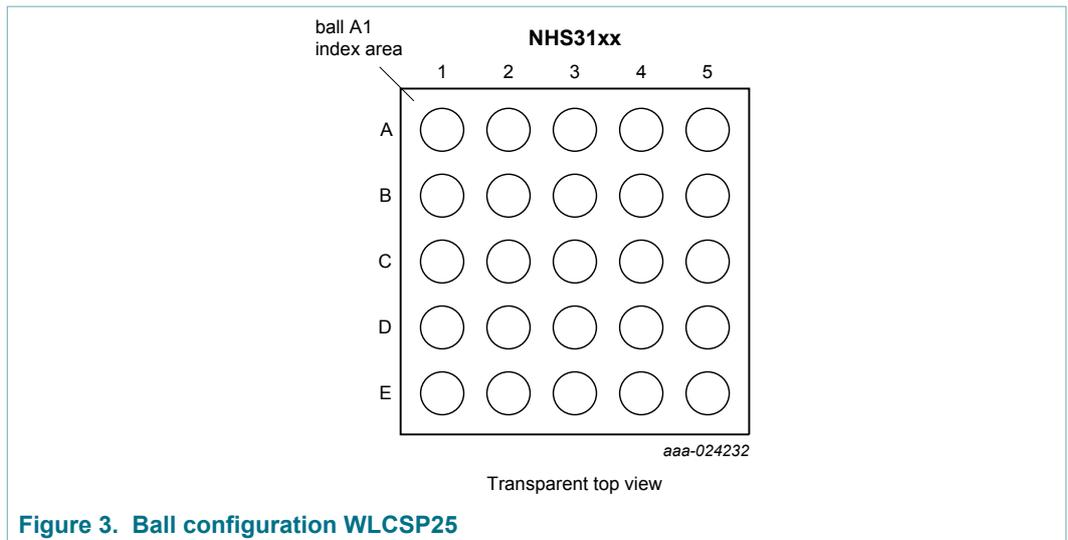 ball A1
index area
NHS31xx
1 2 3 4 5
A
B
C
D
E
aaa-024232
Transparent top view
Figure 3. Ball configuration WLCSP25